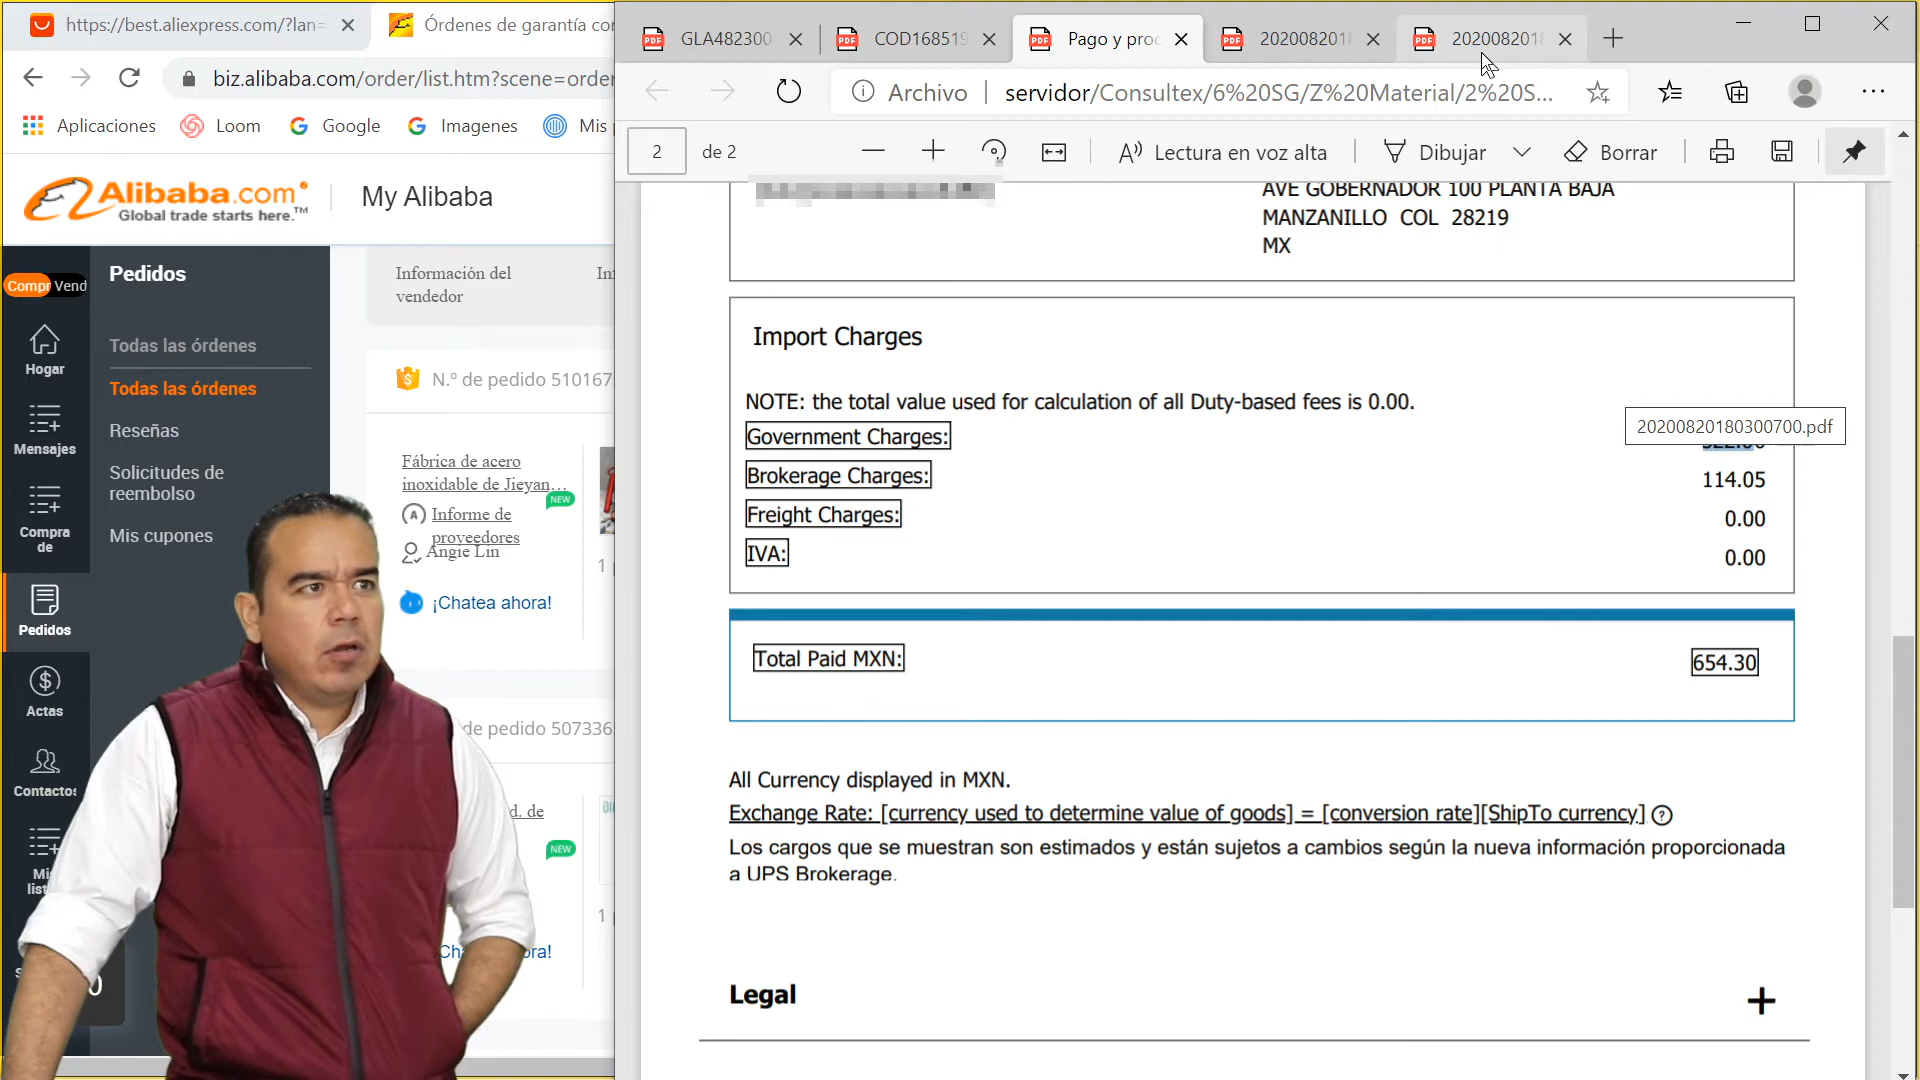 https://best.aliexpress.com/?lan=
Órdenes de garantía co
biz.alibaba.com/order/list.htm?scene=order
Aplicaciones
Loom
Google
Imagenes
Mis
Alibaba.com
Global trade starts here.™
My Alibaba
Compr
Vend
Hogar
Mensajes
Compra
de
Pedidos
Actas
Contactos
Mis
Pedidos
Todas las órdenes
Todas las órdenes
Reseñas
Solicitudes de
reembolso
Mis cupones
Información del
vendedor
N.º de pedido 510167
Fábrica de acero
inoxidable de Jieyan...
NEW
Informe de
proveedores
Angie Lin
¡Chatea ahora!
1
de pedido 50733
d. de
NEW
1
GLA482300
COD168519
Pago y proc
2020082018
2020082018
Archivo
servidor/Consultex/6%20SG/Z%20Material/2%20S...
2
de 2
Lectura en voz alta
Dibujar
Borrar
AVE GOBERNADOR 100 PLANTA BAJA
MANZANILLO COL 28219
MX
Import Charges
NOTE: the total value used for calculation of all Duty-based fees is 0.00.
20200820180300700.pdf
Government Charges:
Brokerage Charges: 114.05
Freight Charges: 0.00
IVA: 0.00
Total Paid MXN: 654.30
All Currency displayed in MXN.
Exchange Rate: [currency used to determine value of goods] = [conversion rate][ShipTo currency]
Los cargos que se muestran son estimados y están sujetos a cambios según la nueva información proporcionada
a UPS Brokerage.
Legal